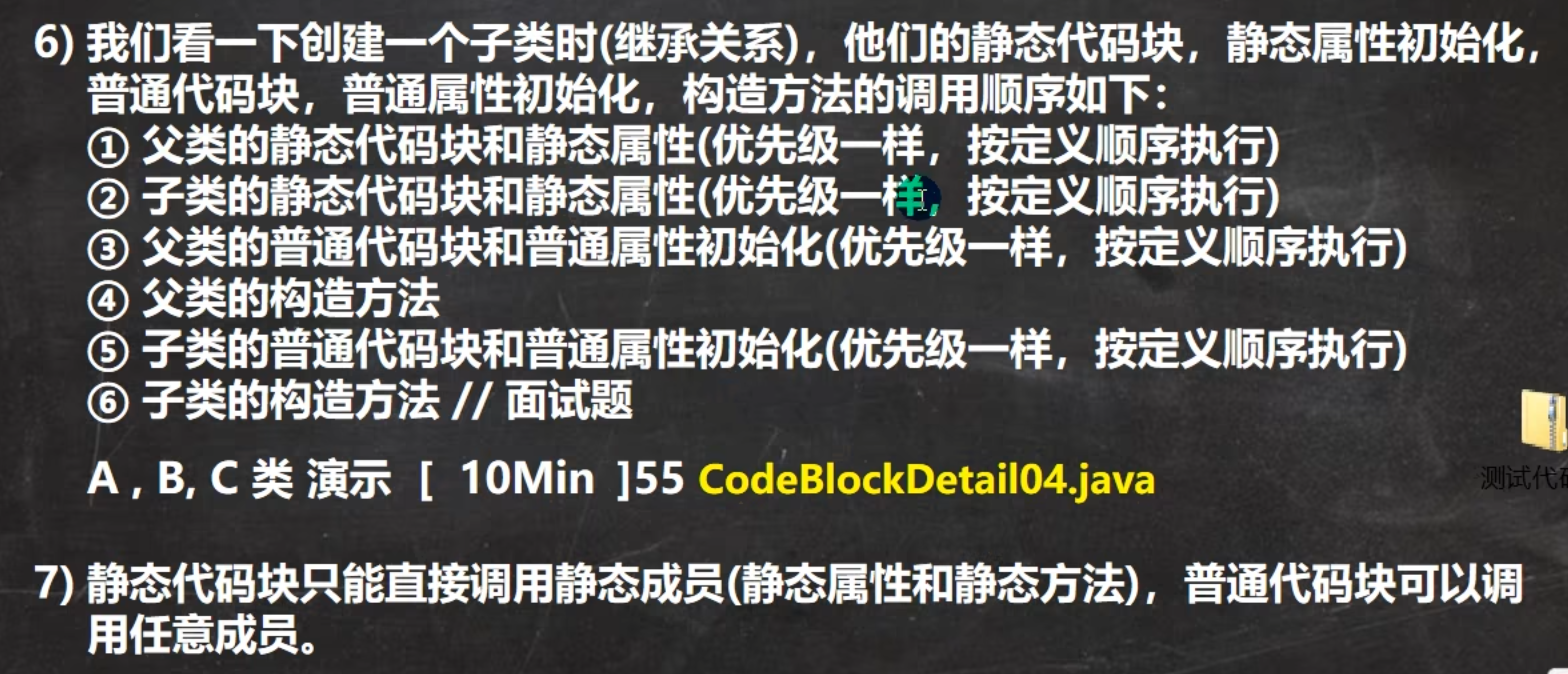 6) 我们看一下创建一个子类时(继承关系)，他们的静态代码块，静态属性初始化，
普通代码块，普通属性初始化，构造方法的调用顺序如下：
① 父类的静态代码块和静态属性(优先级一样，按定义顺序执行)
② 子类的静态代码块和静态属性(优先级一样，按定义顺序执行)
③ 父类的普通代码块和普通属性初始化(优先级一样，按定义顺序执行)
④ 父类的构造方法
⑤ 子类的普通代码块和普通属性初始化(优先级一样，按定义顺序执行)
⑥ 子类的构造方法 // 面试题
A , B, C 类 演示 [ 10Min ]55 CodeBlockDetail04.java
测试代码
7) 静态代码块只能直接调用静态成员(静态属性和静态方法)，普通代码块可以调
用任意成员。